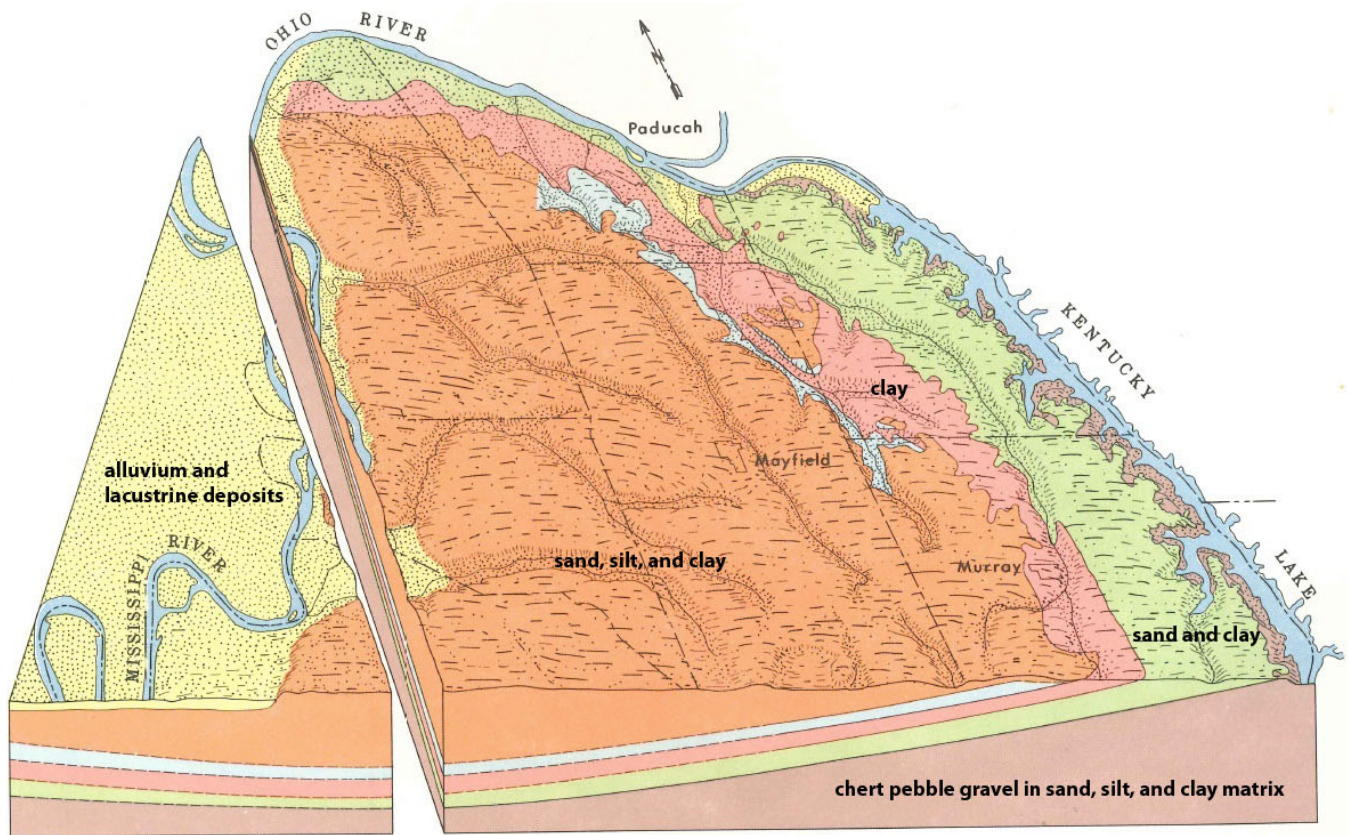 OHIO RIVER
N
Paducah
KENTUCKY
LAKE
clay
Mayfield
alluvium and
lacustrine deposits
MISSISSIPPI
RIVER
sand, silt, and clay
Murray
sand and clay
chert pebble gravel in sand, silt, and clay matrix